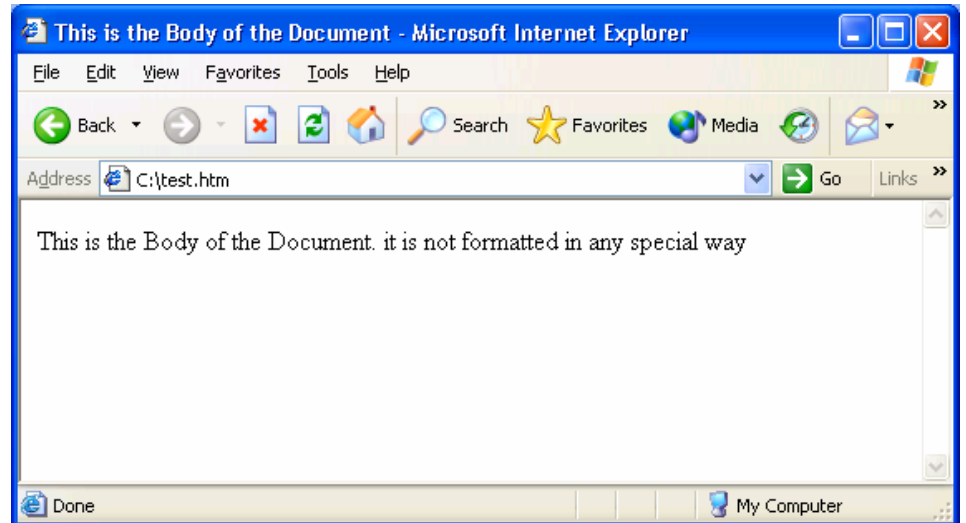 This is the Body of the Document - Microsoft Internet Explorer
File Edit View Favorites Tools Help
Back Search Favorites Media »
Address C:\test.htm Go Links »
This is the Body of the Document. it is not formatted in any special way
Done My Computer